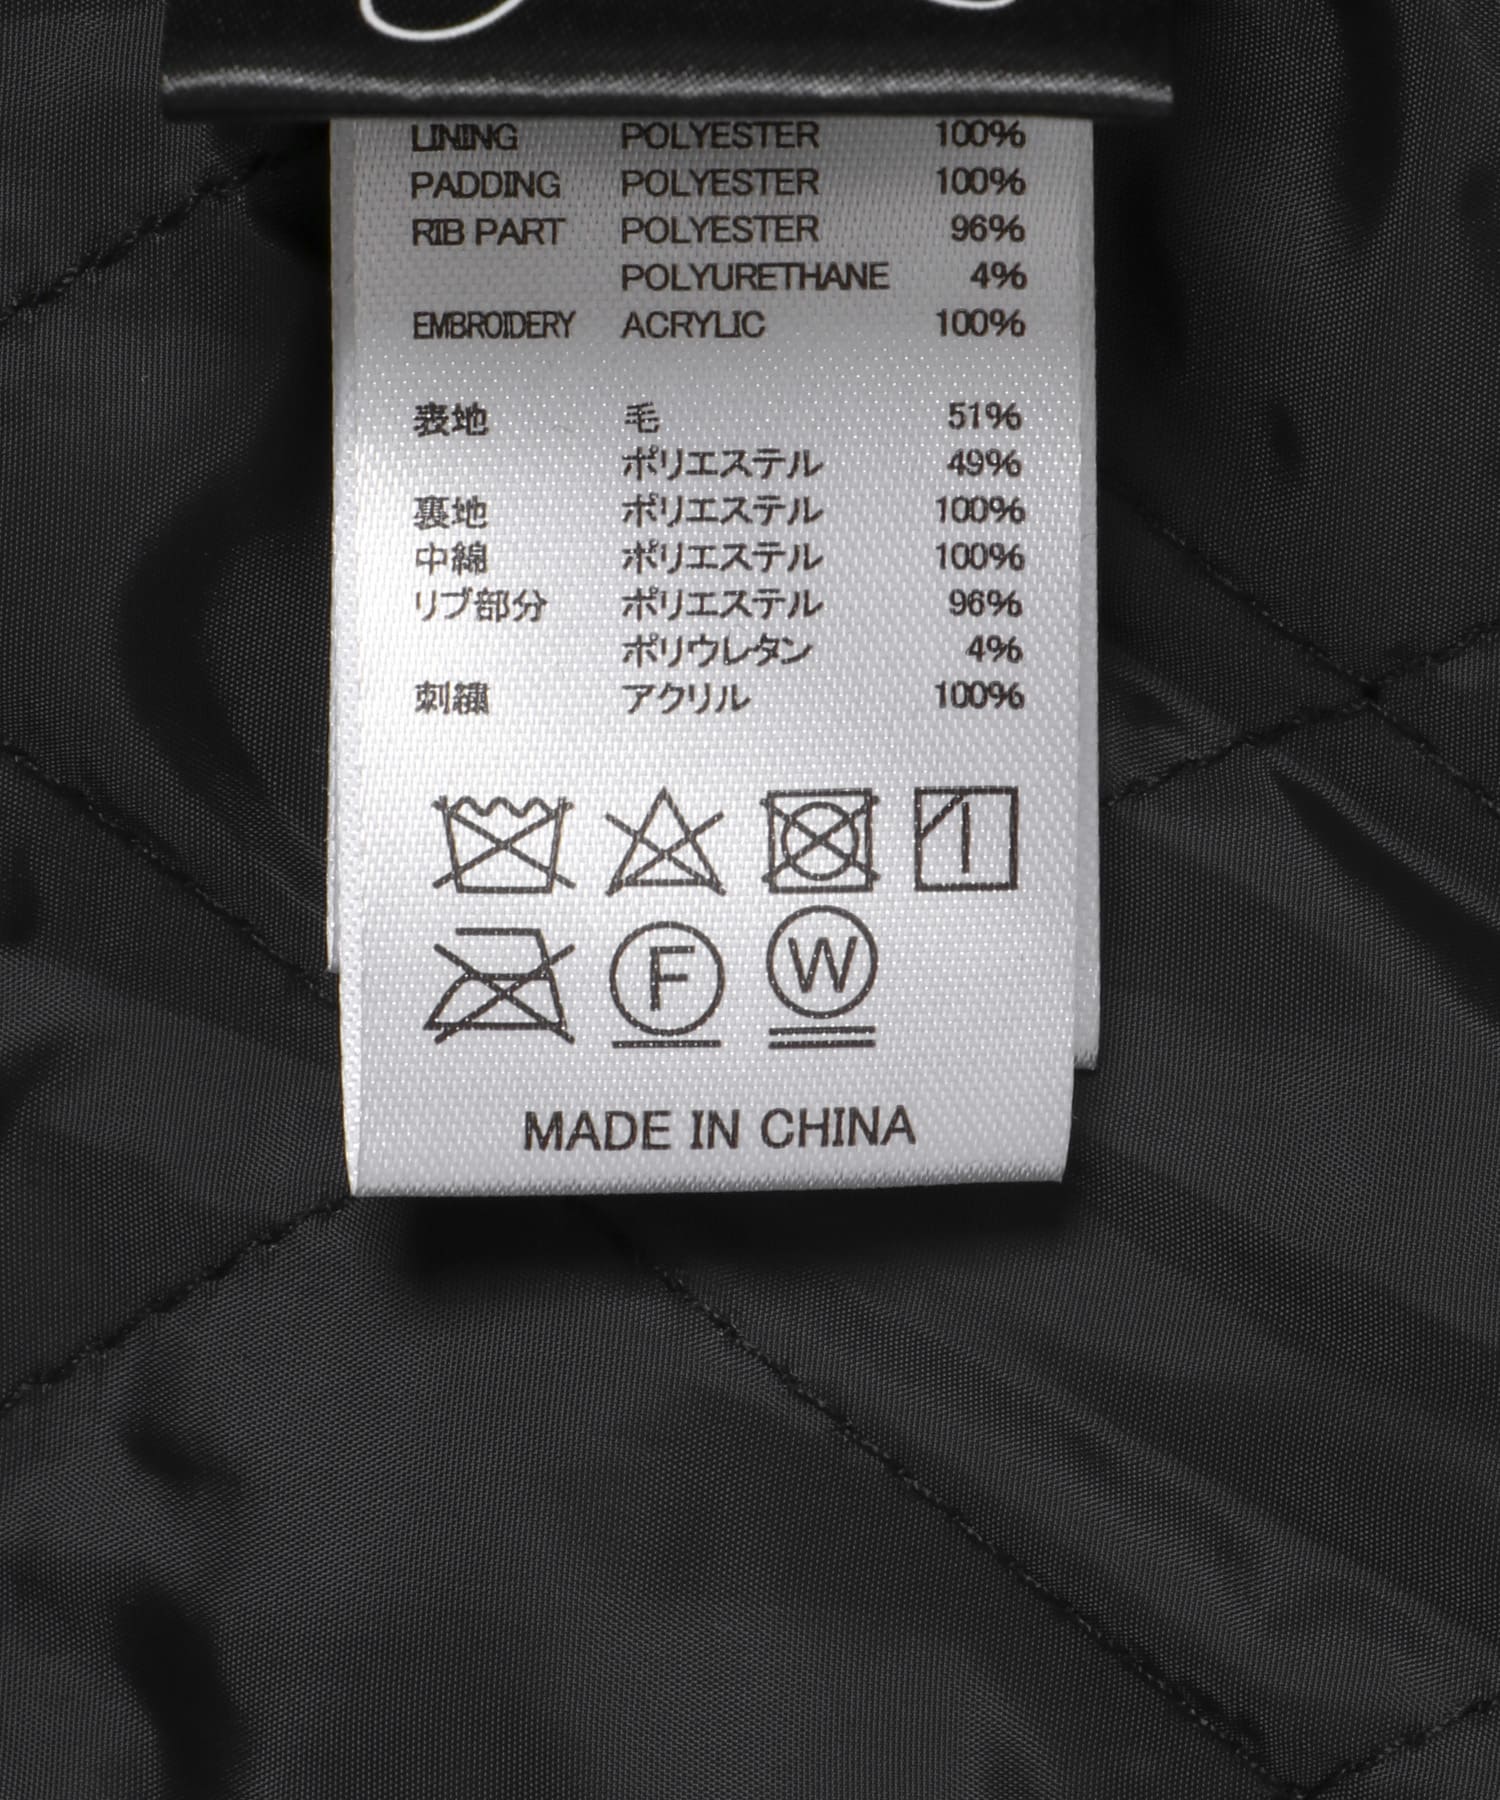 LINING POLYESTER 100%
PADDING POLYESTER 100%
RIB PART POLYESTER 96%
POLYURETHANE 4%
EMBROIDERY ACRYLIC 100%
表地 毛 51%
ポリエステル 49%
裏地 ポリエステル 100%
中綿 ポリエステル 100%
リブ部分 ポリエステル 96%
ポリウレタン 4%
刺繍 アクリル 100%
F W
MADE IN CHINA